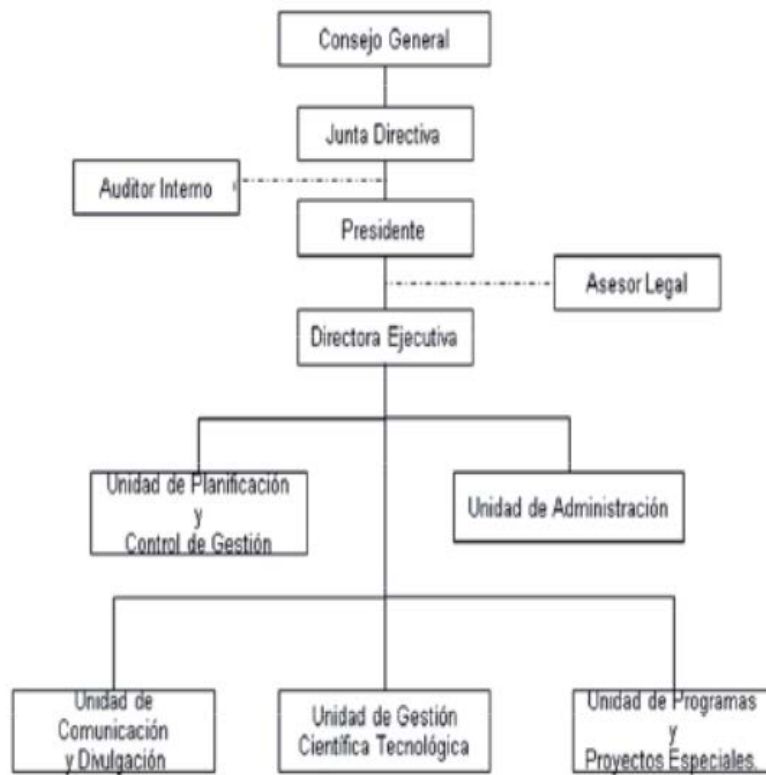 Consejo General
Junta Directiva
Auditor Interno
Presidente
Asesor Legal
Directora Ejecutiva
Unidad de Planificación
y
Control de Gestión
Unidad de Administración
Unidad de
Comunicación
y Divulgación
Unidad de Gestión
Científica Tecnológica
Unidad de Programas
y
Proyectos Especiales.